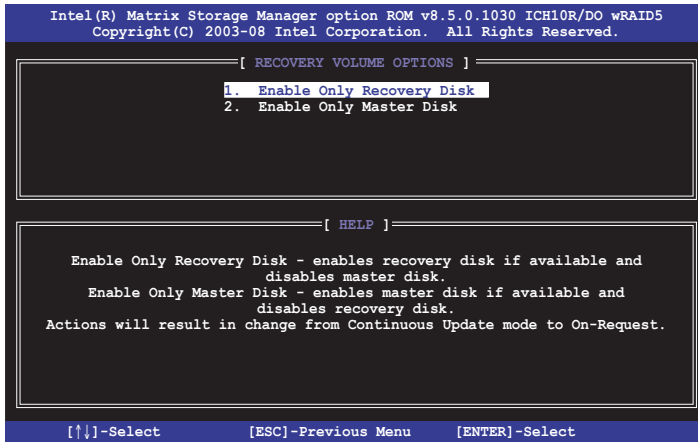 Intel(R) Matrix Storage Manager option ROM v8.5.0.1030 ICH10R/DO wRAID5
Copyright(C) 2003-08 Intel Corporation. All Rights Reserved.
[ RECOVERY VOLUME OPTIONS ]
1. Enable Only Recovery Disk
2. Enable Only Master Disk
[ HELP ]
Enable Only Recovery Disk - enables recovery disk if available and
disables master disk.
Enable Only Master Disk - enables master disk if available and
disables recovery disk.
Actions will result in change from Continuous Update mode to On-Request.
[↑↓]-Select [ESC]-Previous Menu [ENTER]-Select